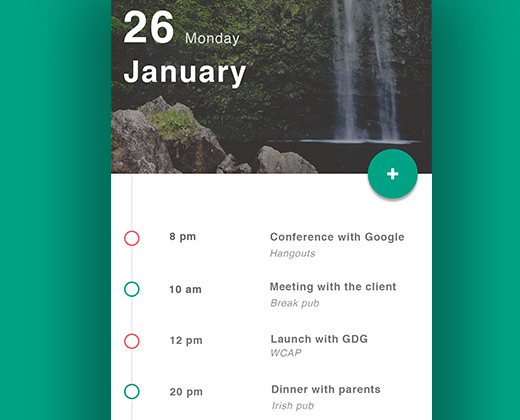 26 Monday
January
+
8 pm Conference with Google
Hangouts
10 am Meeting with the client
Break pub
12 pm Launch with GDG
WCAP
20 pm Dinner with parents
Irish pub